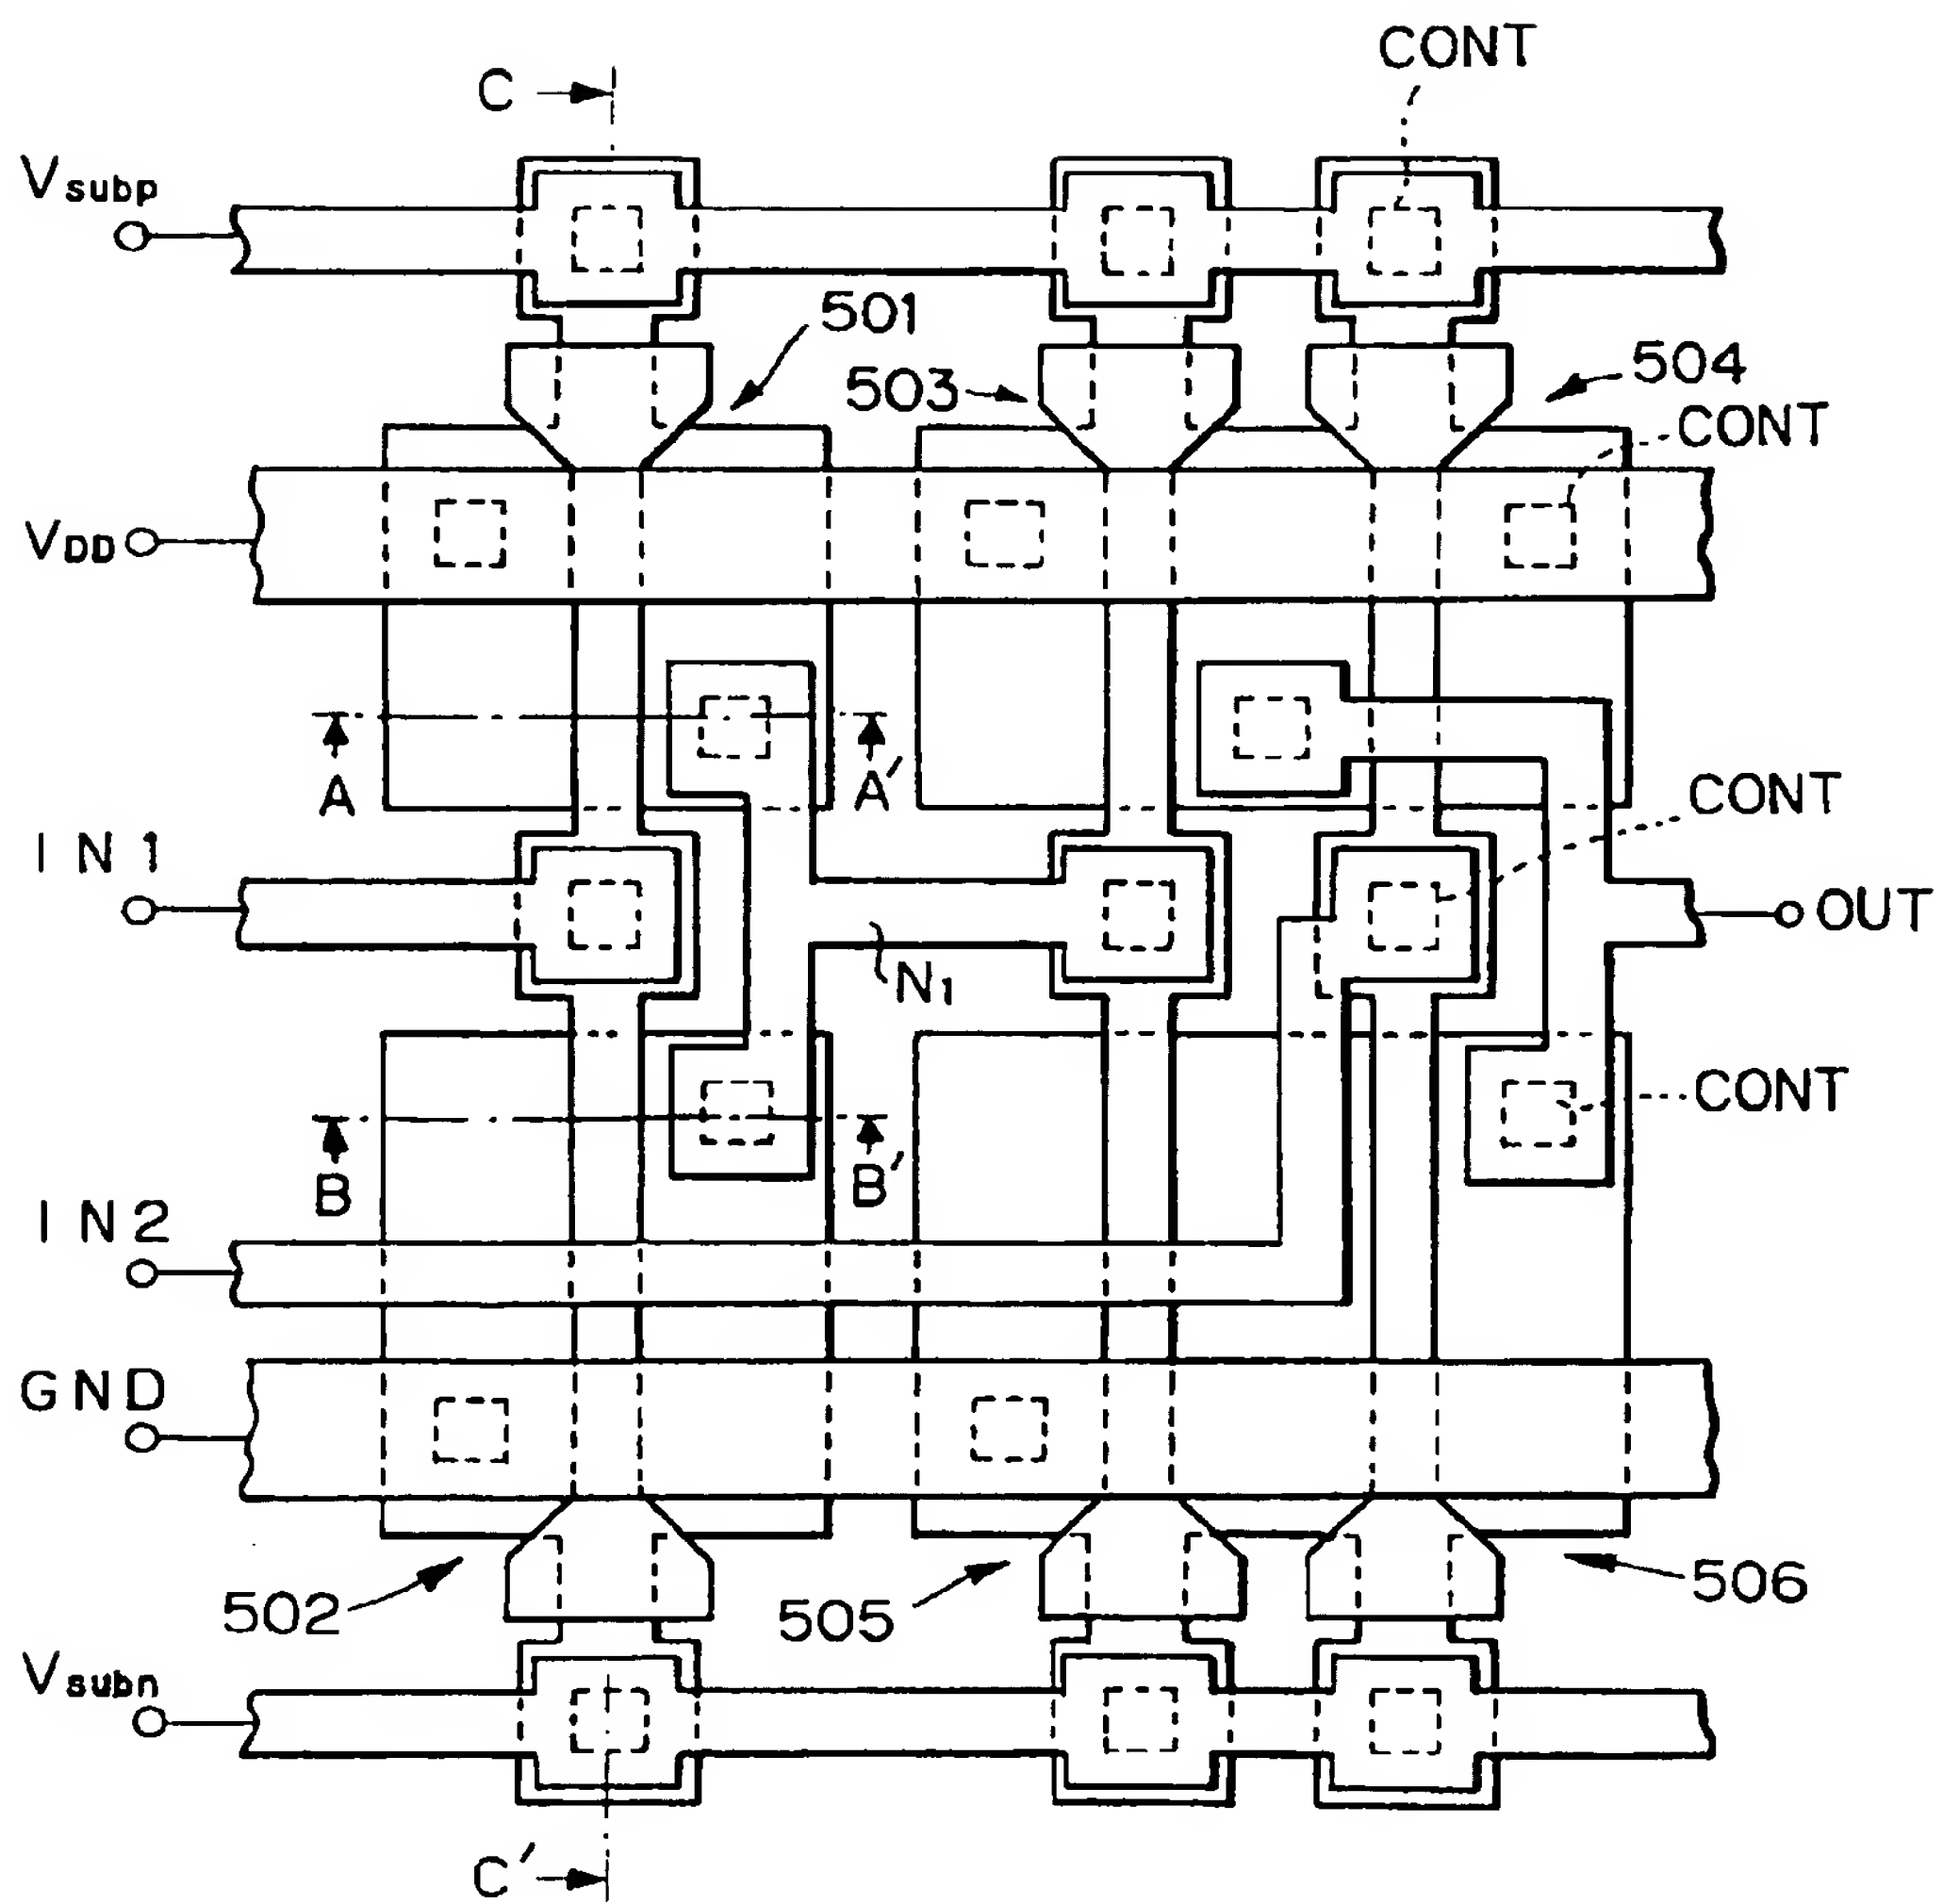 CONT
C
Vsubp
501
503
504
CONT
VDD
A
A′
CONT
IN1
OUT
N1
CONT
B
B′
IN2
GND
502
505
506
Vsubn
C′